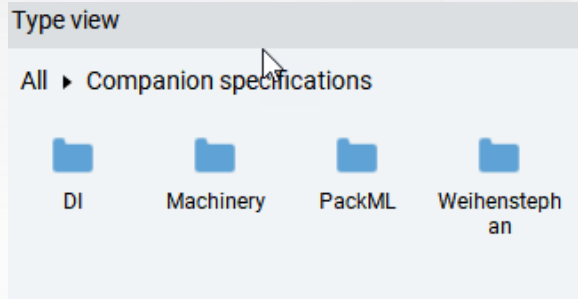 Type view
All ▸ Companion specifications
DI
Machinery
PackML
Weihensteph
an